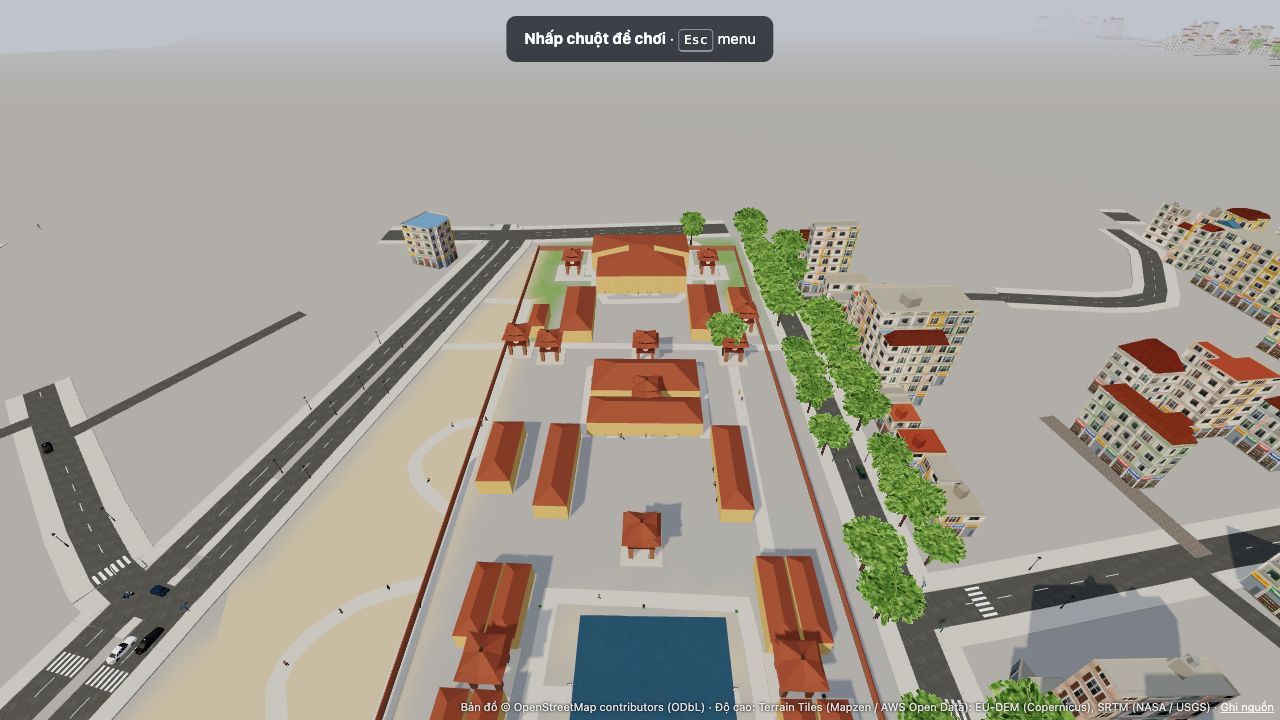 Nhấp chuột để chơi · Esc menu
Bản đồ © OpenStreetMap contributors (ODbL) · Độ cao: Terrain Tiles (Mapzen / AWS Open Data); EU-DEM (Copernicus), SRTM (NASA / USGS) · Ghi nguồn